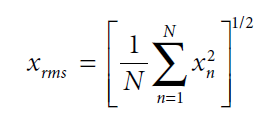 x_rms = [ 1/N ∑_{n=1}^{N} x_n^2 ]^{1/2}